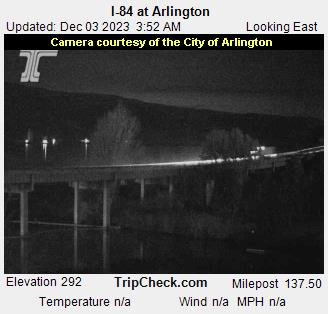 I-84 at Arlington
Updated: Dec 03 2023 3:52 AM Looking East
Camera courtesy of the City of Arlington
Elevation 292 TripCheck.com Milepost 137.50
Temperature n/a Wind n/a MPH n/a